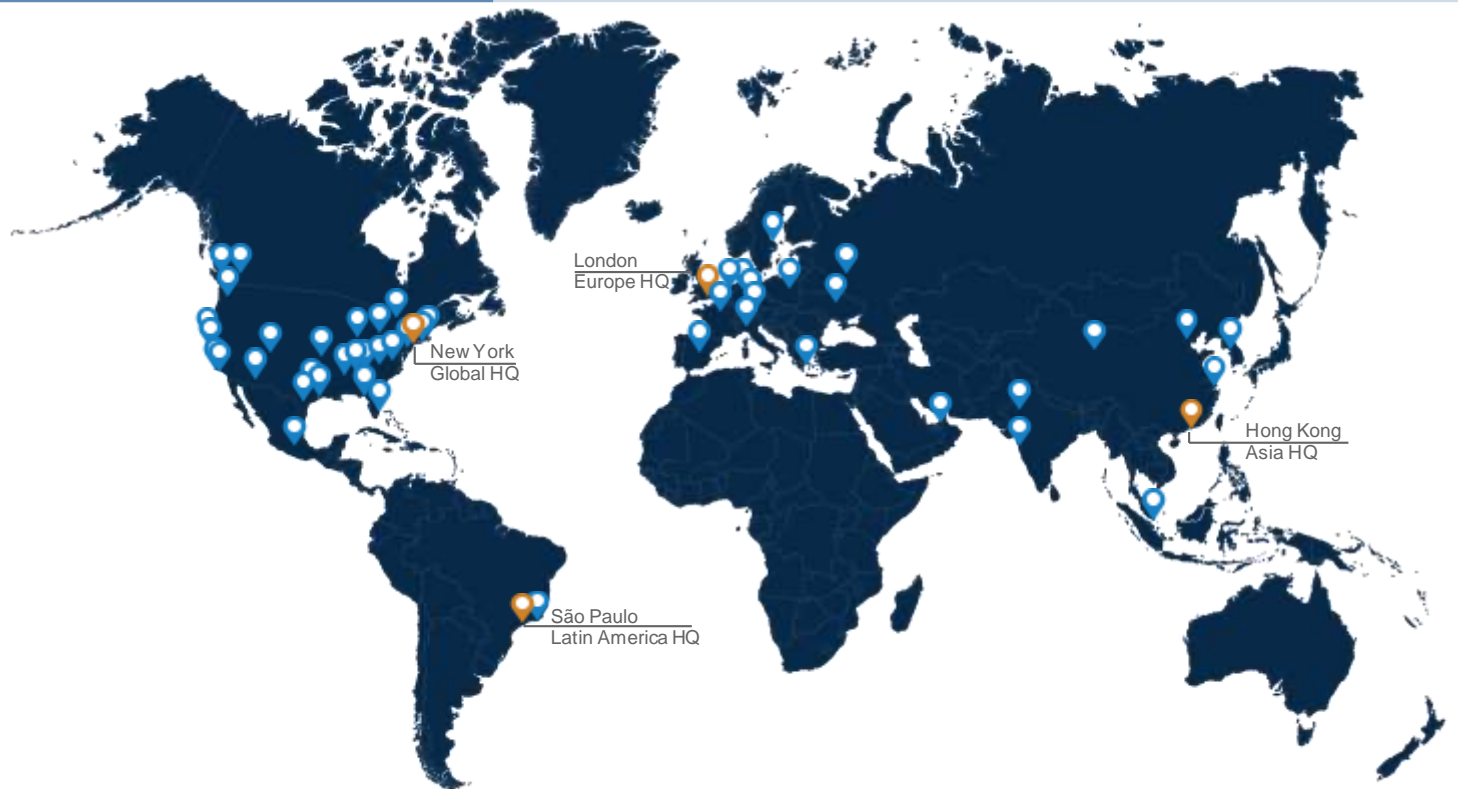 London
Europe HQ
New York
Global HQ
Hong Kong
Asia HQ
São Paulo
Latin America HQ